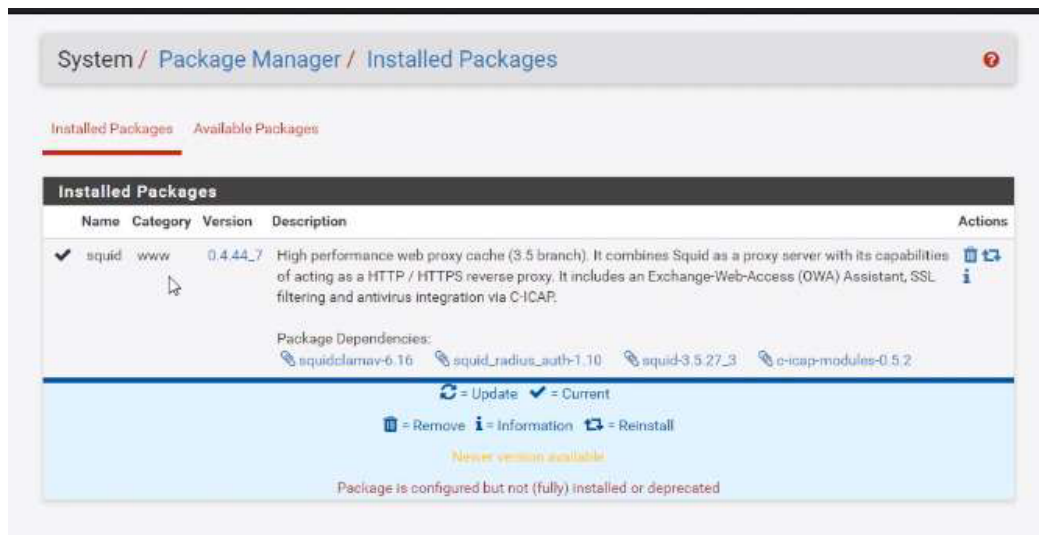 System / Package Manager / Installed Packages
Installed Packages Available Packages
Installed Packages
Name Category Version Description Actions
squid www 0.4.44_7 High performance web proxy cache (3.5 branch). It combines Squid as a proxy server with its capabilities
of acting as a HTTP / HTTPS reverse proxy. It includes an Exchange-Web-Access (OWA) Assistant, SSL
filtering and antivirus integration via C-ICAP.
Package Dependencies:
squidclamav-6.16 squid_radius_auth-1.10 squid-3.5.27_3 c-icap-modules-0.5.2
= Update = Current
= Remove = Information = Reinstall
Newer version available
Package is configured but not (fully) installed or deprecated